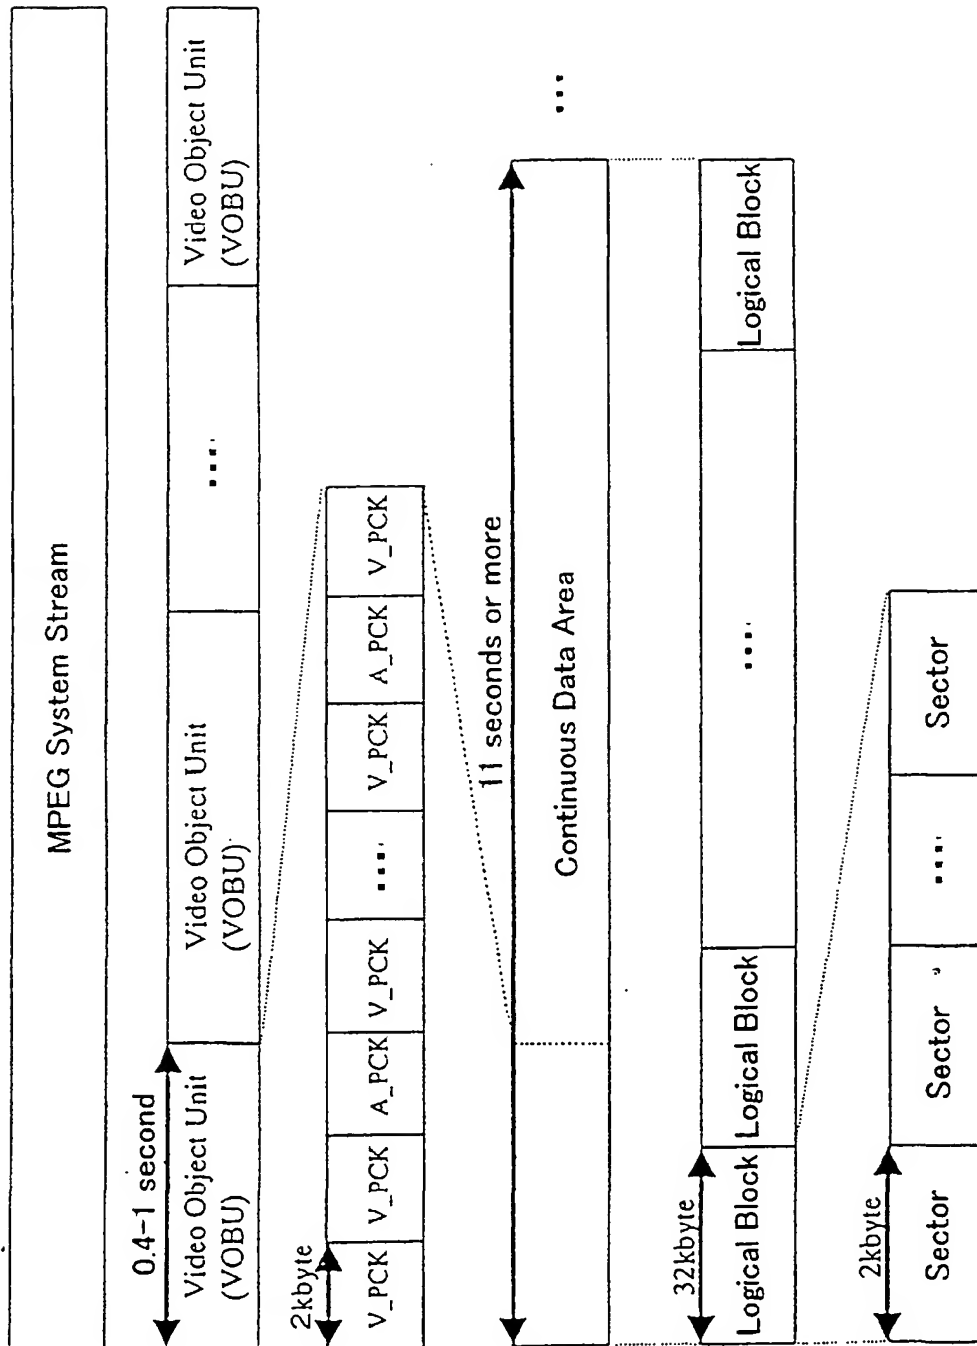 MPEG System Stream
0.4-1 second
Video Object Unit
(VOBU)
Video Object Unit
(VOBU)
....
Video Object Unit
(VOBU)
2kbyte
V_PCK
V_PCK
A_PCK
V_PCK
....
V_PCK
A_PCK
V_PCK
11 seconds or more
Continuous Data Area
...
32kbyte
Logical Block
Logical Block
....
Logical Block
2kbyte
Sector
Sector
....
Sector